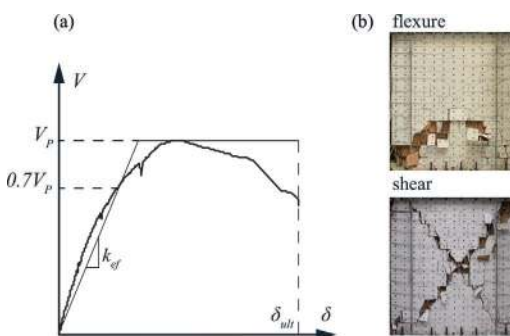 (a)
V
V_P
0.7V_P
k_ef
δ_ult
δ
(b)
flexure
shear